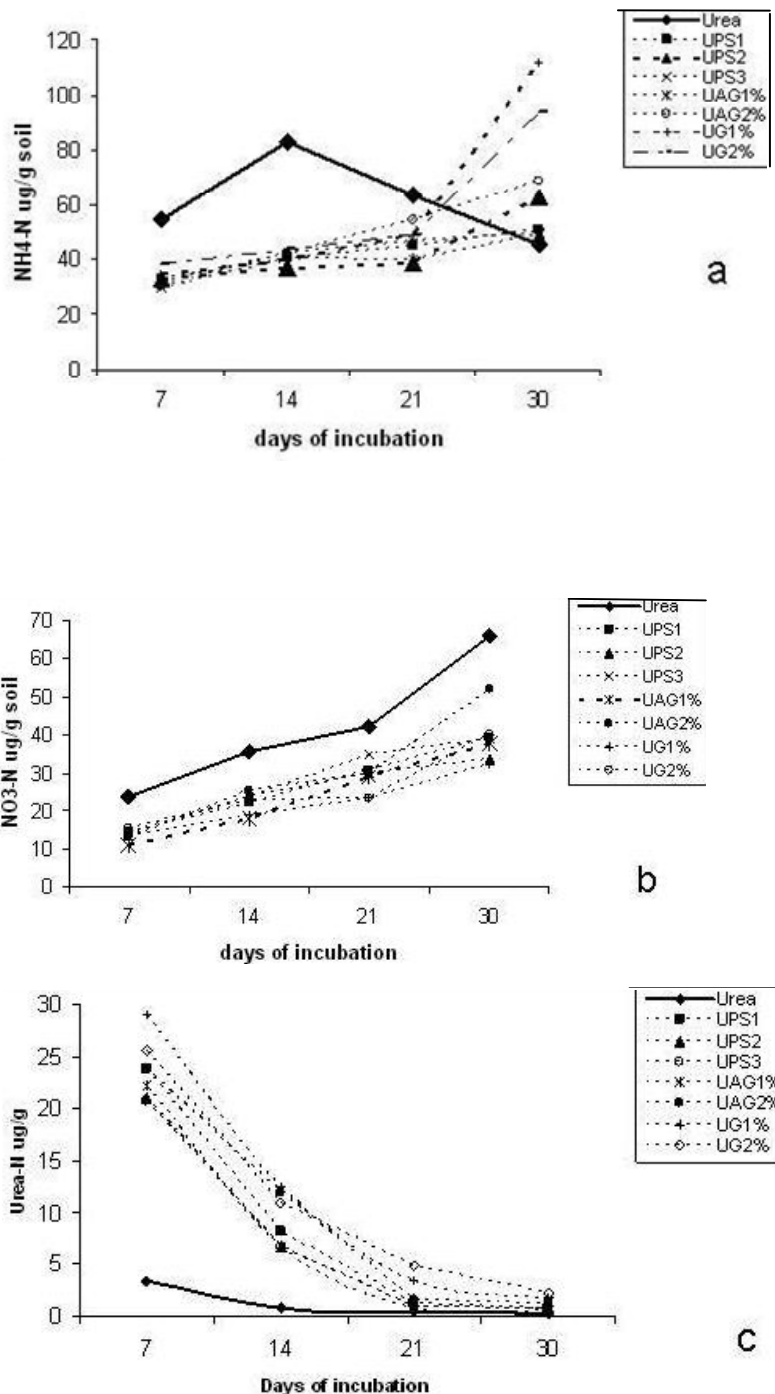 120
100
80
60
40
20
0
NH4-N ug/g soil
7 14 21 30
days of incubation
Urea
UPS1
UPS2
UPS3
UAG1%
UAG2%
UG1%
UG2%
a
70
60
50
40
30
20
10
0
NO3-N ug/g soil
7 14 21 30
days of incubation
Urea
UPS1
UPS2
UPS3
UAG1%
UAG2%
UG1%
UG2%
b
30
25
20
15
10
5
0
Urea-N ug/g
7 14 21 30
Days of incubation
Urea
UPS1
UPS2
UPS3
UAG1%
UAG2%
UG1%
UG2%
c